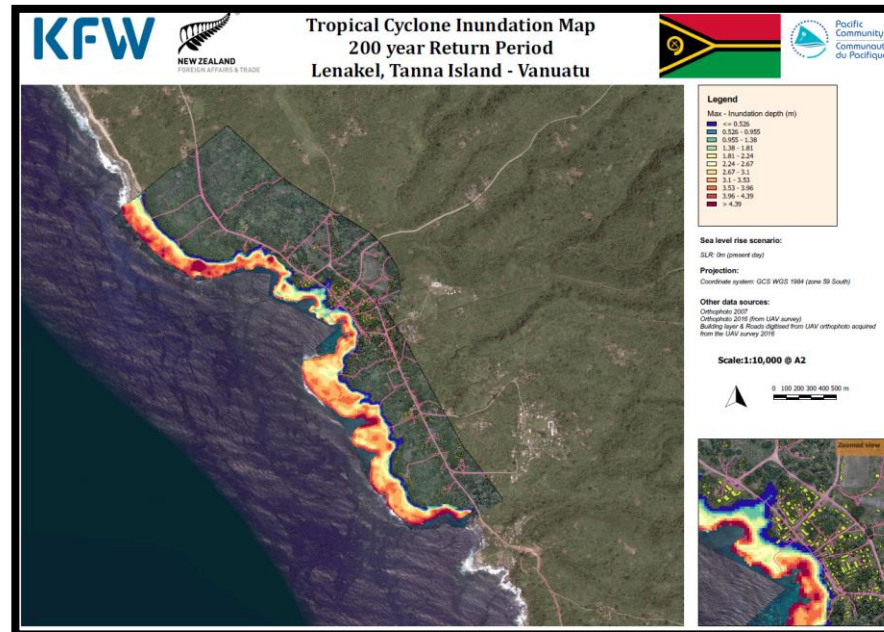 KFW
NEW ZEALAND
FOREIGN AFFAIRS & TRADE
Tropical Cyclone Inundation Map
200 year Return Period
Lenakel, Tanna Island - Vanuatu
Pacific
Community
Communauté
du Pacifique
Legend
Max - Inundation depth (m)
<= 0.526
0.526 - 0.955
0.955 - 1.38
1.38 - 1.81
1.81 - 2.24
2.24 - 2.67
2.67 - 3.1
3.1 - 3.53
3.53 - 3.96
3.96 - 4.39
> 4.39
Sea level rise scenario:
SLR: 0m (present day)
Projection:
Coordinate system: GCS WGS 1984 (zone 59 South)
Other data sources:
Orthophoto 2007
Orthophoto 2016 (from UAV survey)
Building layer & Roads digitised from UAV orthophoto acquired
from the UAV survey 2016
Scale:1:10,000 @ A2
0 100 200 300 400 500 m
Zoomed view